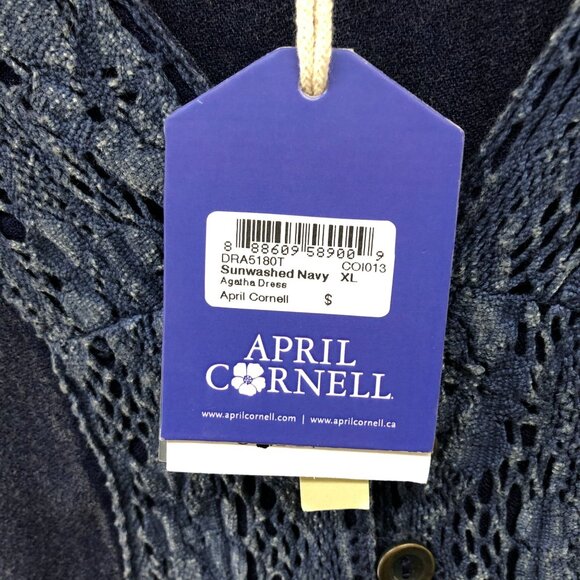 8 88609 58900 9
DRA5180T COI013
Sunwashed Navy XL
Agatha Dress
April Cornell $
APRIL
CORNELL
www.aprilcornell.com | www.aprilcornell.ca